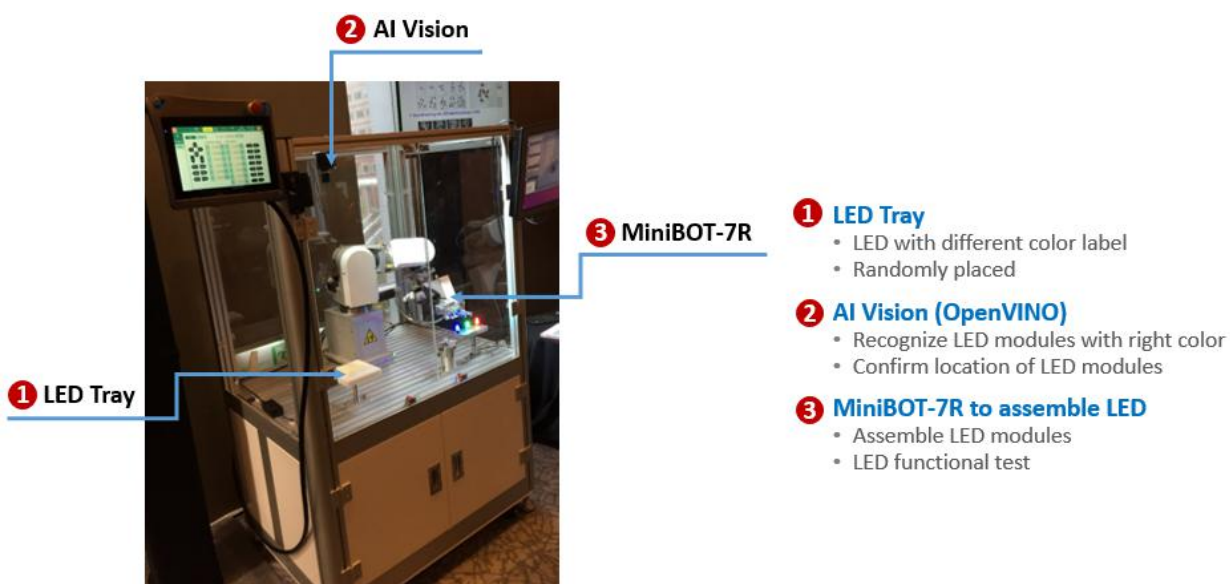 2 AI Vision
3 MiniBOT-7R
1 LED Tray
1 LED Tray
• LED with different color label
• Randomly placed
2 AI Vision (OpenVINO)
• Recognize LED modules with right color
• Confirm location of LED modules
3 MiniBOT-7R to assemble LED
• Assemble LED modules
• LED functional test